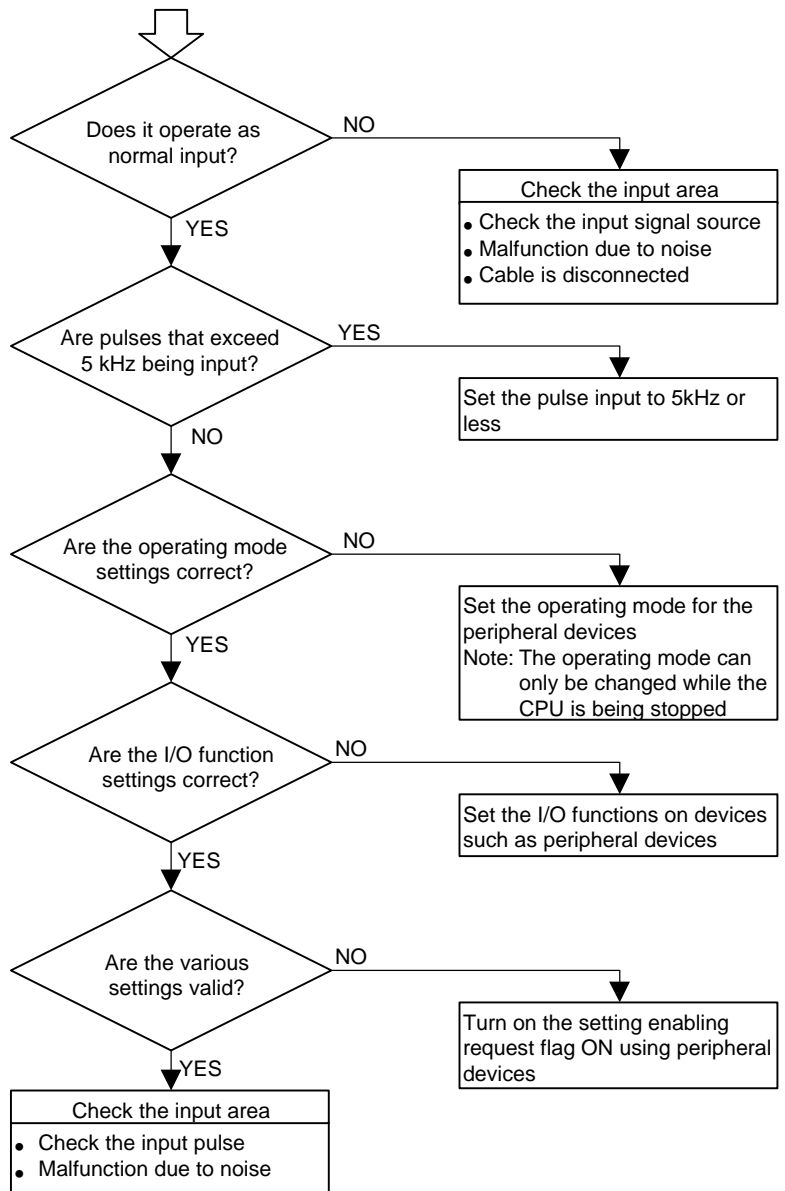 Does it operate as
normal input?
NO
Check the input area
• Check the input signal source
• Malfunction due to noise
• Cable is disconnected
YES
Are pulses that exceed
5 kHz being input?
YES
Set the pulse input to 5kHz or
less
NO
Are the operating mode
settings correct?
NO
Set the operating mode for the
peripheral devices
Note: The operating mode can
only be changed while the
CPU is being stopped
YES
Are the I/O function
settings correct?
NO
Set the I/O functions on devices
such as peripheral devices
YES
Are the various
settings valid?
NO
Turn on the setting enabling
request flag ON using peripheral
devices
YES
Check the input area
• Check the input pulse
• Malfunction due to noise